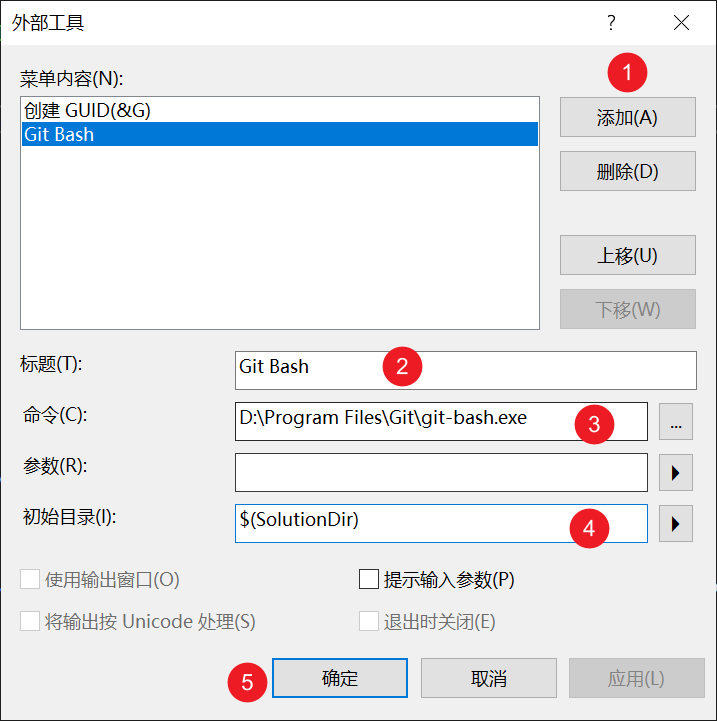 外部工具
?
菜单内容(N):
1
创建 GUID(&G)
Git Bash
添加(A)
删除(D)
上移(U)
下移(W)
标题(T):
Git Bash
2
命令(C):
D:\Program Files\Git\git-bash.exe
3
...
参数(R):
初始目录(I):
$(SolutionDir)
4
使用输出窗口(O)
提示输入参数(P)
将输出按 Unicode 处理(S)
退出时关闭(E)
5
确定
取消
应用(L)